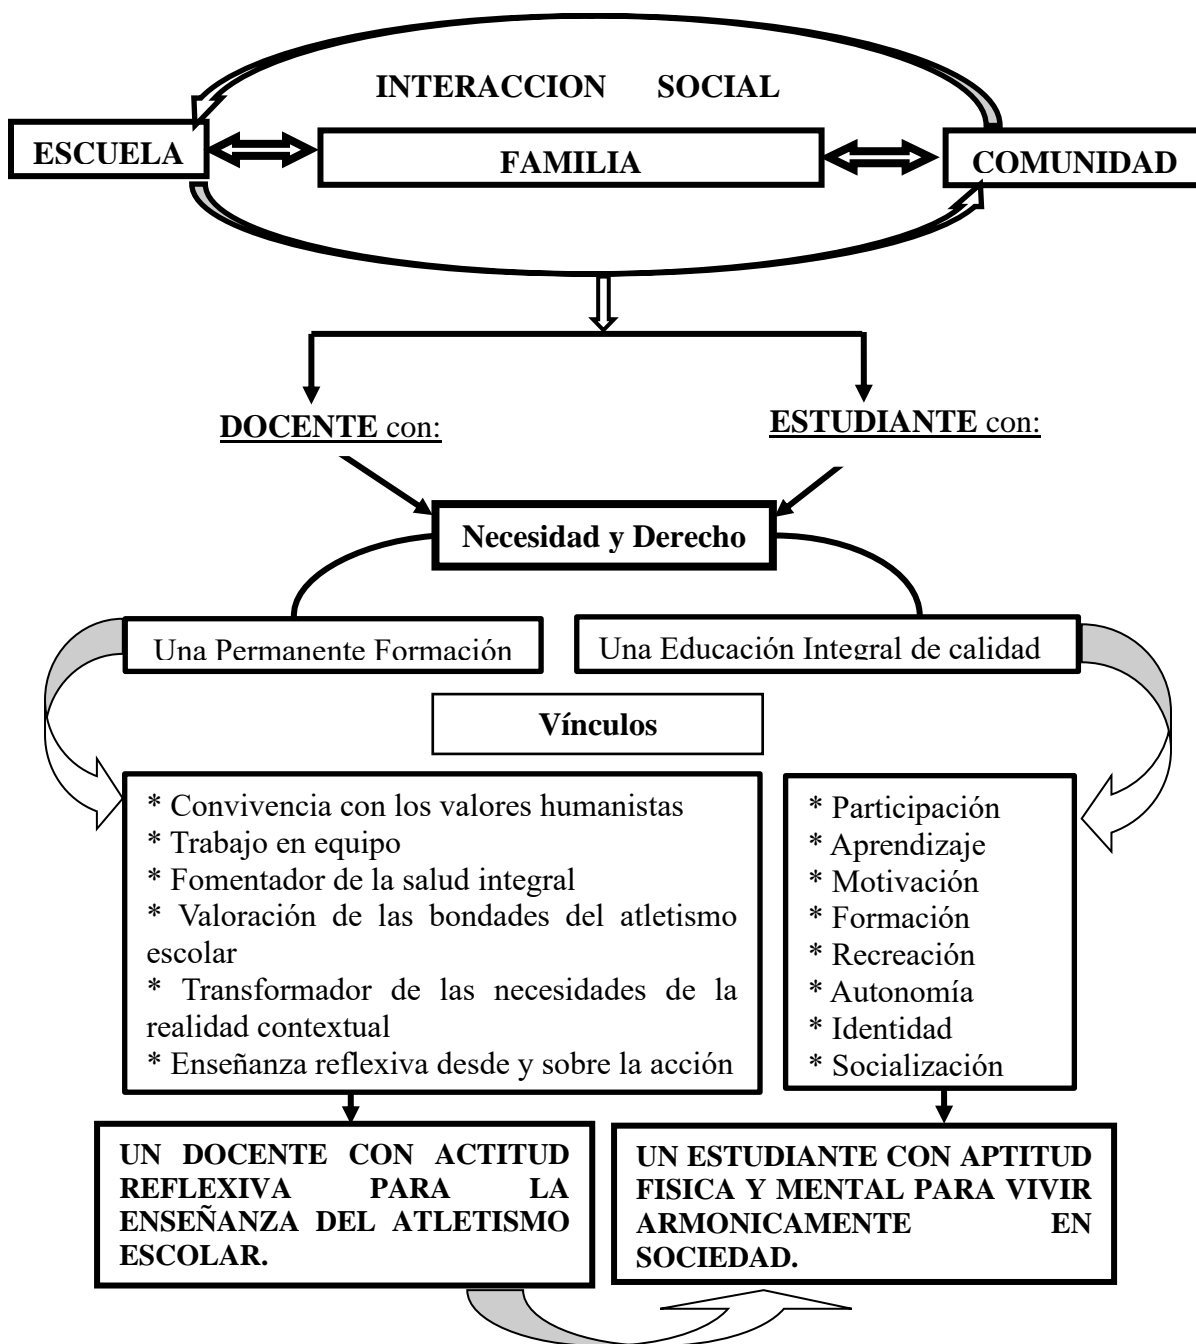 INTERACCION SOCIAL
ESCUELA
FAMILIA
COMUNIDAD
DOCENTE con:
ESTUDIANTE con:
Necesidad y Derecho
Una Permanente Formación
Una Educación Integral de calidad
Vínculos
* Convivencia con los valores humanistas
* Trabajo en equipo
* Fomentador de la salud integral
* Valoración de las bondades del atletismo
escolar
* Transformador de las necesidades de la
realidad contextual
* Enseñanza reflexiva desde y sobre la acción
* Participación
* Aprendizaje
* Motivación
* Formación
* Recreación
* Autonomía
* Identidad
* Socialización
UN DOCENTE CON ACTITUD
REFLEXIVA PARA LA
ENSEÑANZA DEL ATLETISMO
ESCOLAR.
UN ESTUDIANTE CON APTITUD
FISICA Y MENTAL PARA VIVIR
ARMONICAMENTE EN
SOCIEDAD.